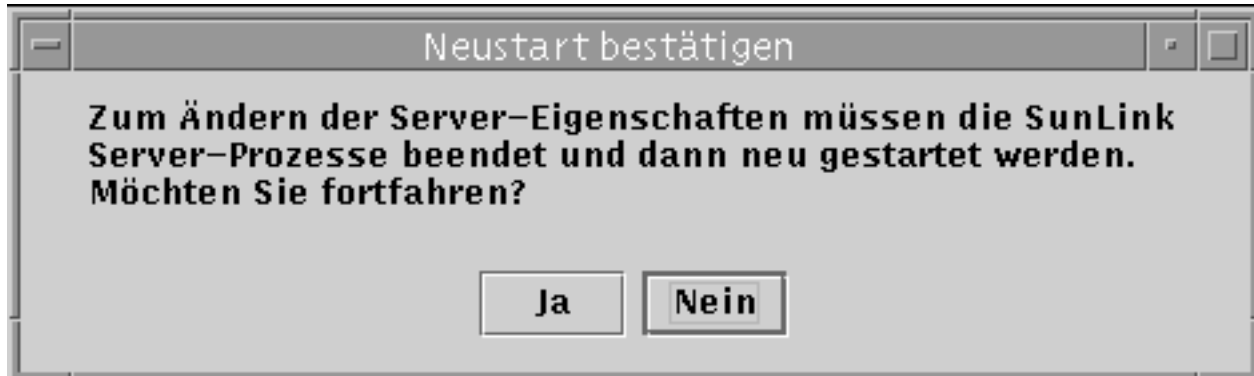 Neustart bestätigen
Zum Ändern der Server-Eigenschaften müssen die SunLink
Server-Prozesse beendet und dann neu gestartet werden.
Möchten Sie fortfahren?
Ja Nein